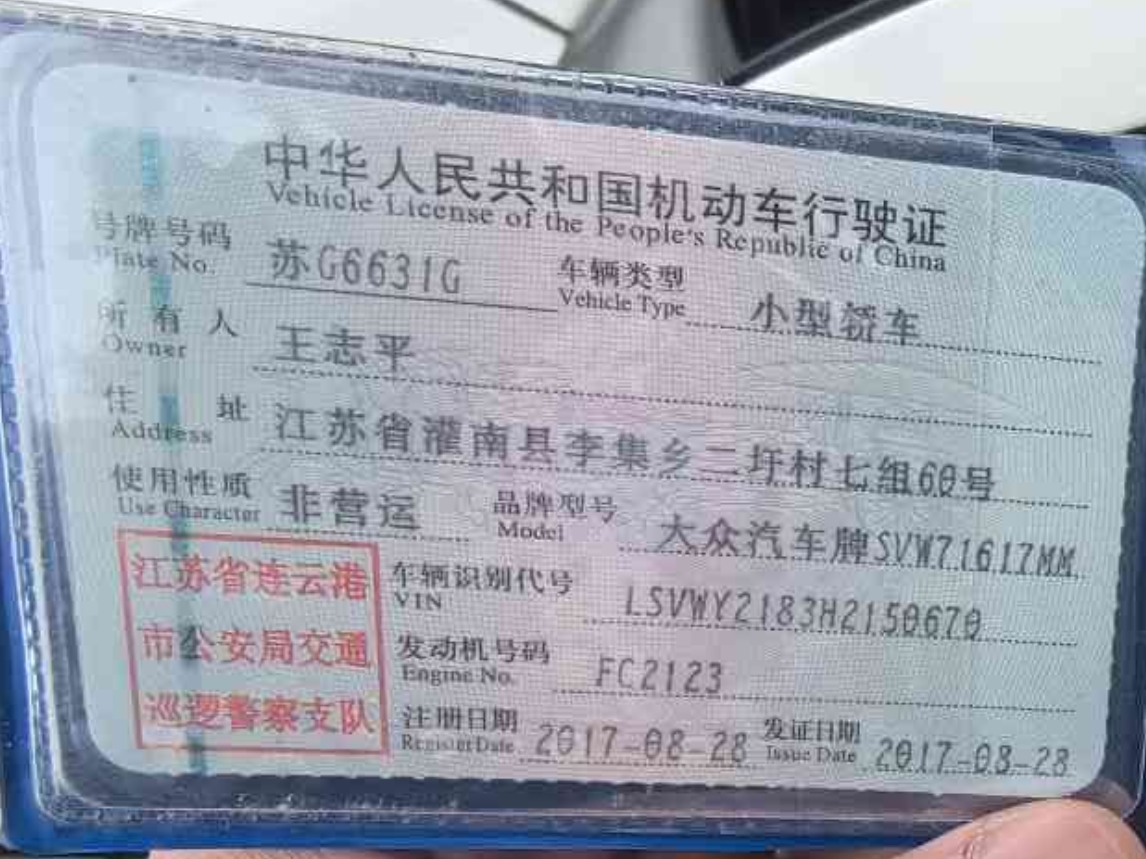 中华人民共和国机动车行驶证
Vehicle License of the People's Republic of China
号牌号码 苏G6631G 车辆类型 小型轿车
Plate No. Vehicle Type
所有人 王志平
Owner
住址 江苏省灌南县李集乡二圩村七组60号
Address
使用性质 非营运 品牌型号 大众汽车牌SVW71617MM
Use Character Model
江苏省连云港
市公安局交通
巡逻警察支队
车辆识别代号 LSVWY2183H2150670
VIN
发动机号码 FC2123
Engine No.
注册日期 2017-08-28 发证日期 2017-08-28
Register Date Issue Date